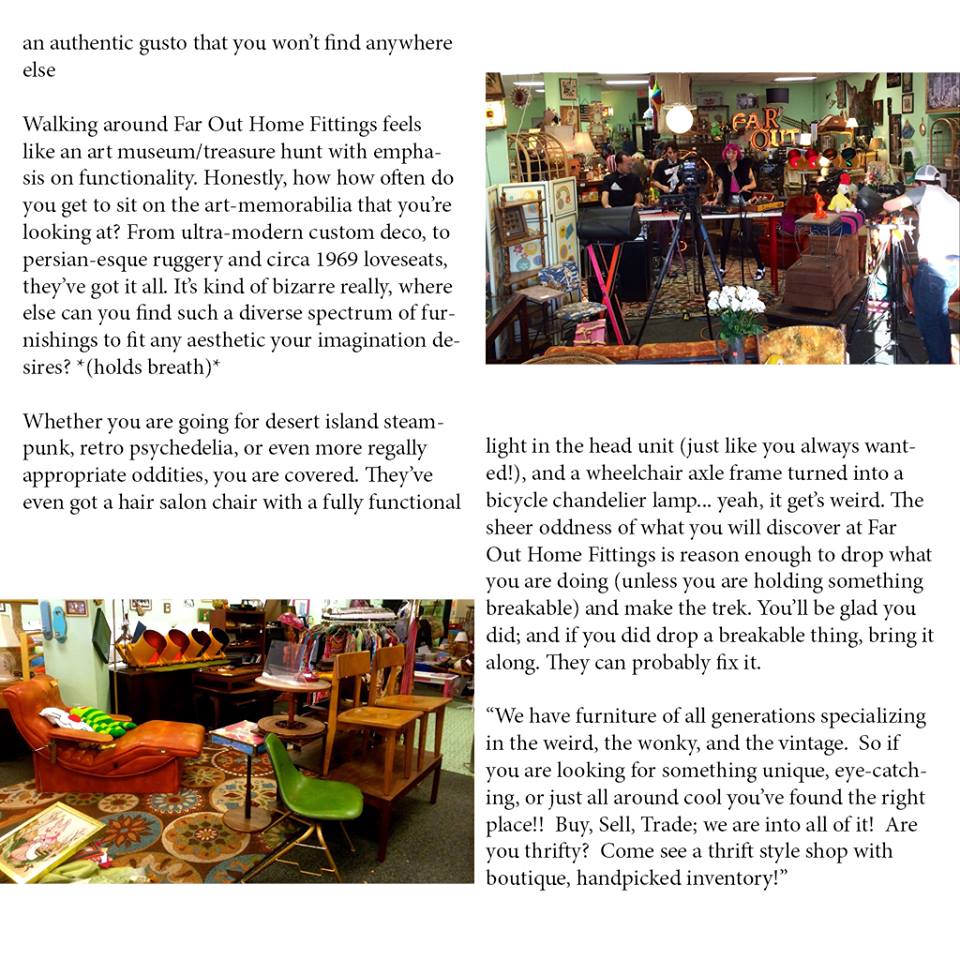 an authentic gusto that you won't find anywhere
else
Walking around Far Out Home Fittings feels
like an art museum/treasure hunt with empha-
sis on functionality. Honestly, how how often do
you get to sit on the art-memorabilia that you're
looking at? From ultra-modern custom deco, to
persian-esque ruggery and circa 1969 loveseats,
they've got it all. It's kind of bizarre really, where
else can you find such a diverse spectrum of fur-
nishings to fit any aesthetic your imagination de-
sires? *(holds breath)*
Whether you are going for desert island steam-
punk, retro psychedelia, or even more regally
appropriate oddities, you are covered. They've
even got a hair salon chair with a fully functional
FAR
OUT
light in the head unit (just like you always want-
ed!), and a wheelchair axle frame turned into a
bicycle chandelier lamp... yeah, it get's weird. The
sheer oddness of what you will discover at Far
Out Home Fittings is reason enough to drop what
you are doing (unless you are holding something
breakable) and make the trek. You'll be glad you
did; and if you did drop a breakable thing, bring it
along. They can probably fix it.
“We have furniture of all generations specializing
in the weird, the wonky, and the vintage.  So if
you are looking for something unique, eye-catch-
ing, or just all around cool you've found the right
place!!  Buy, Sell, Trade; we are into all of it!  Are
you thrifty?  Come see a thrift style shop with
boutique, handpicked inventory!”